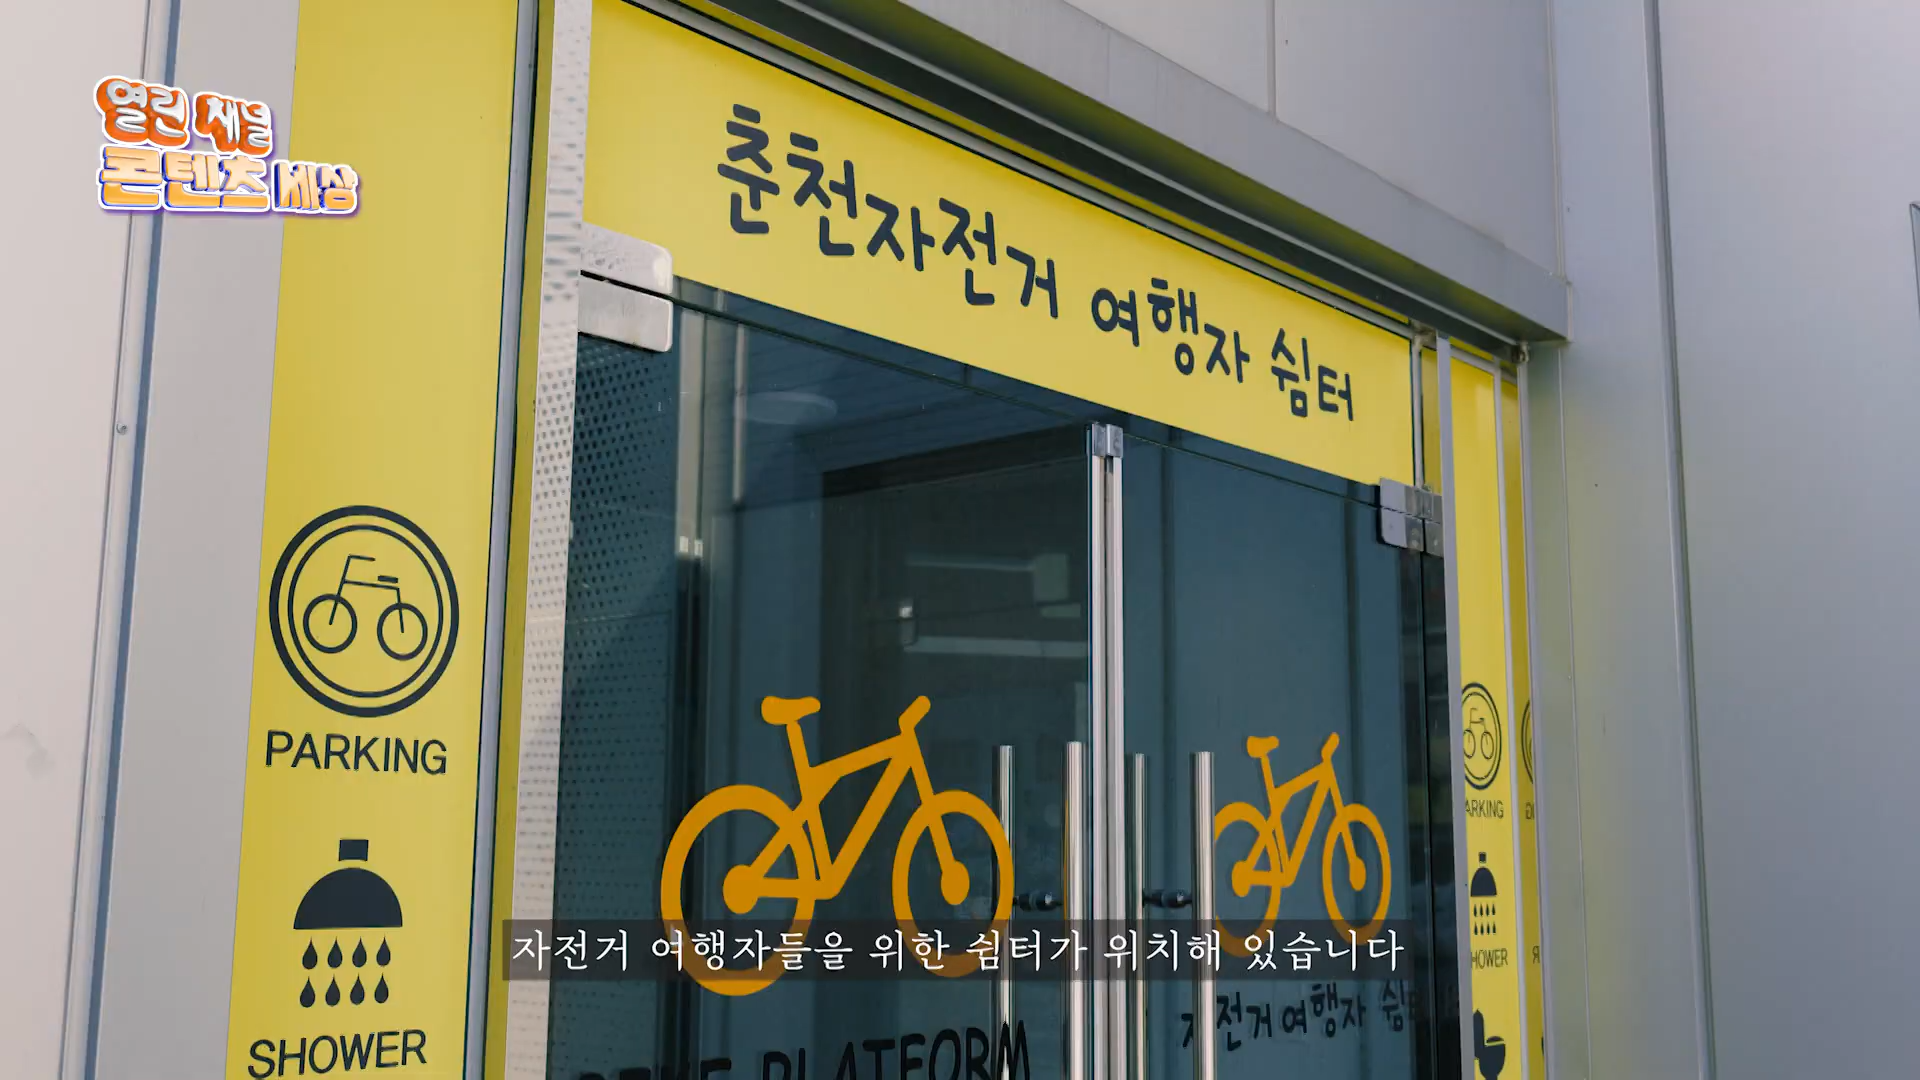 열린 채널
콘텐츠 세상
춘천자전거 여행자 쉼터
PARKING
SHOWER
자전거 여행자들을 위한 쉼터가 위치해 있습니다
자전거여행자 쉼
PLATFORM